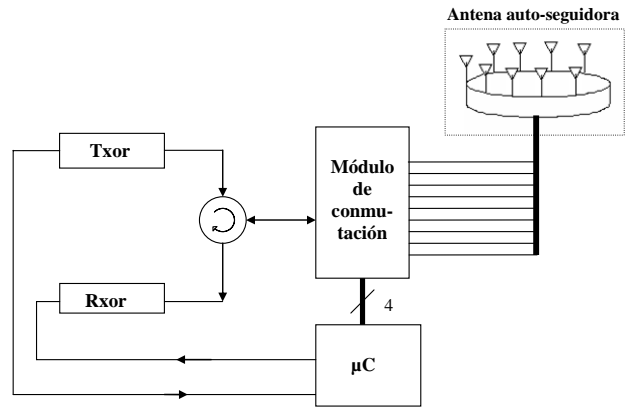 Antena auto-seguidora
Txor
Módulo
de
conmu-
tación
Rxor
4
µC